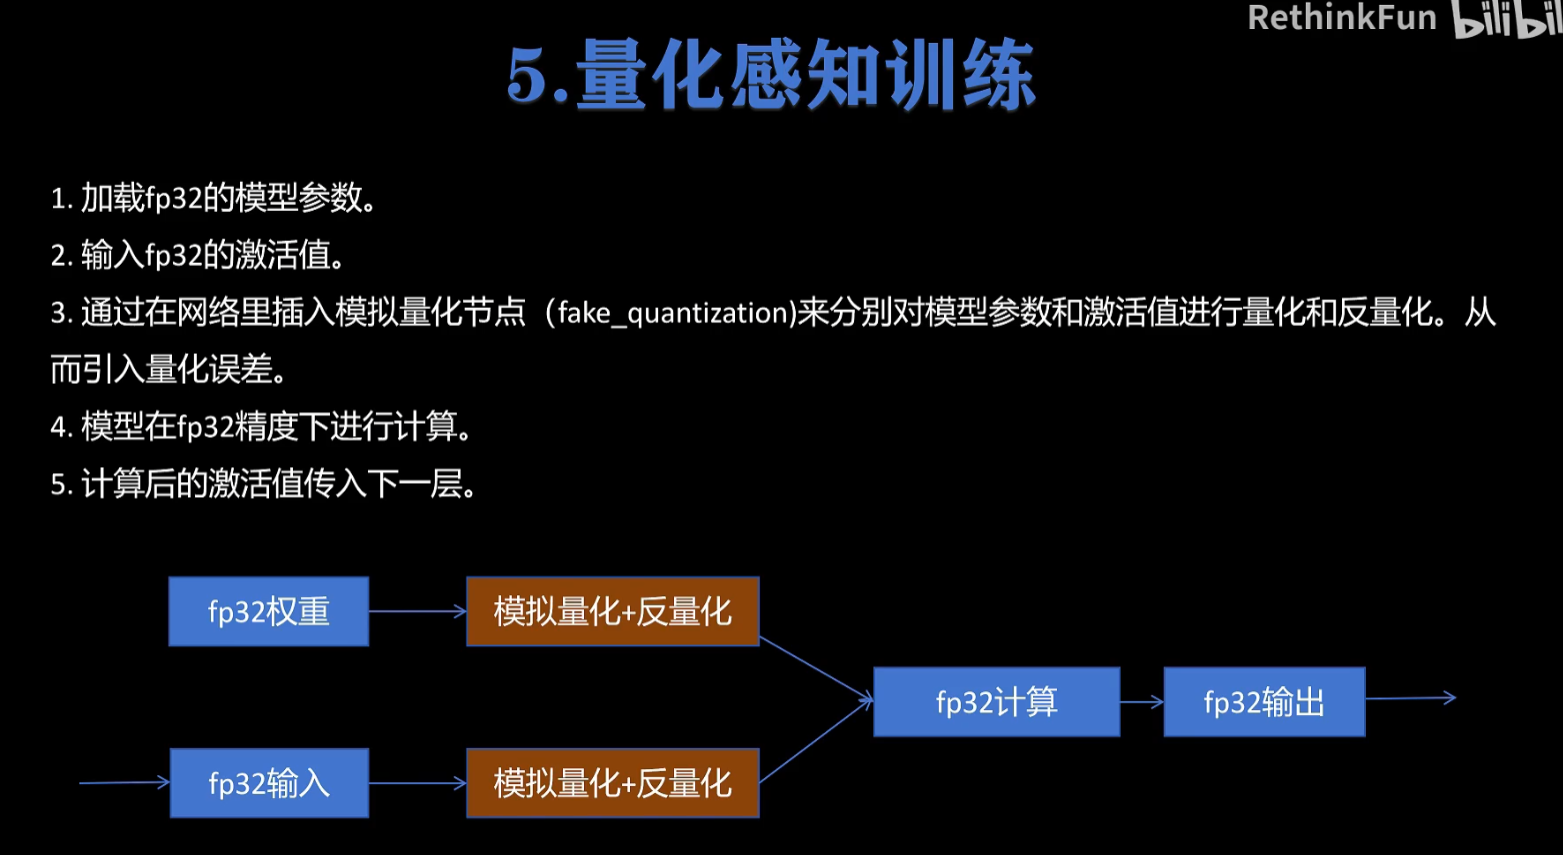 RethinkFun bilibili
5.量化感知训练
1. 加载fp32的模型参数。
2. 输入fp32的激活值。
3. 通过在网络里插入模拟量化节点（fake_quantization)来分别对模型参数和激活值进行量化和反量化。从
而引入量化误差。
4. 模型在fp32精度下进行计算。
5. 计算后的激活值传入下一层。
fp32权重
模拟量化+反量化
fp32计算
fp32输出
fp32输入
模拟量化+反量化